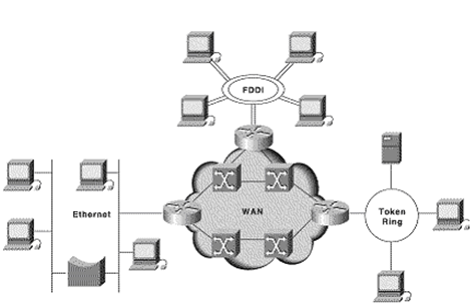 FDDI
Ethernet
WAN
Token
Ring